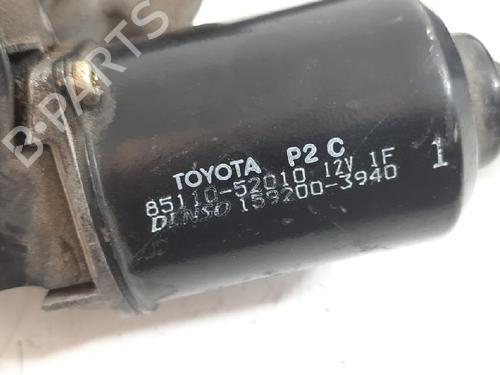 B-PARTS
TOYOTA P2 C
85110-52010 12V 1F
DENSO 159200-3940
1